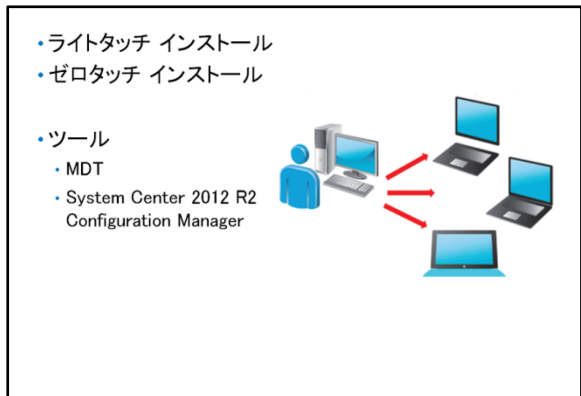 • ライトタッチ インストール
• ゼロタッチ インストール
• ツール
• MDT
• System Center 2012 R2
Configuration Manager